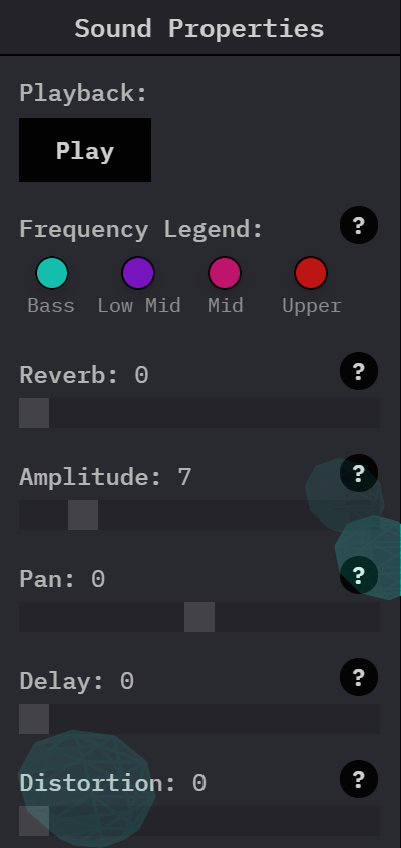 Sound Properties
Playback:
Play
Frequency Legend: ?
Bass Low Mid Mid Upper
Reverb: 0 ?
Amplitude: 7 ?
Pan: 0 ?
Delay: 0 ?
Distortion: 0 ?